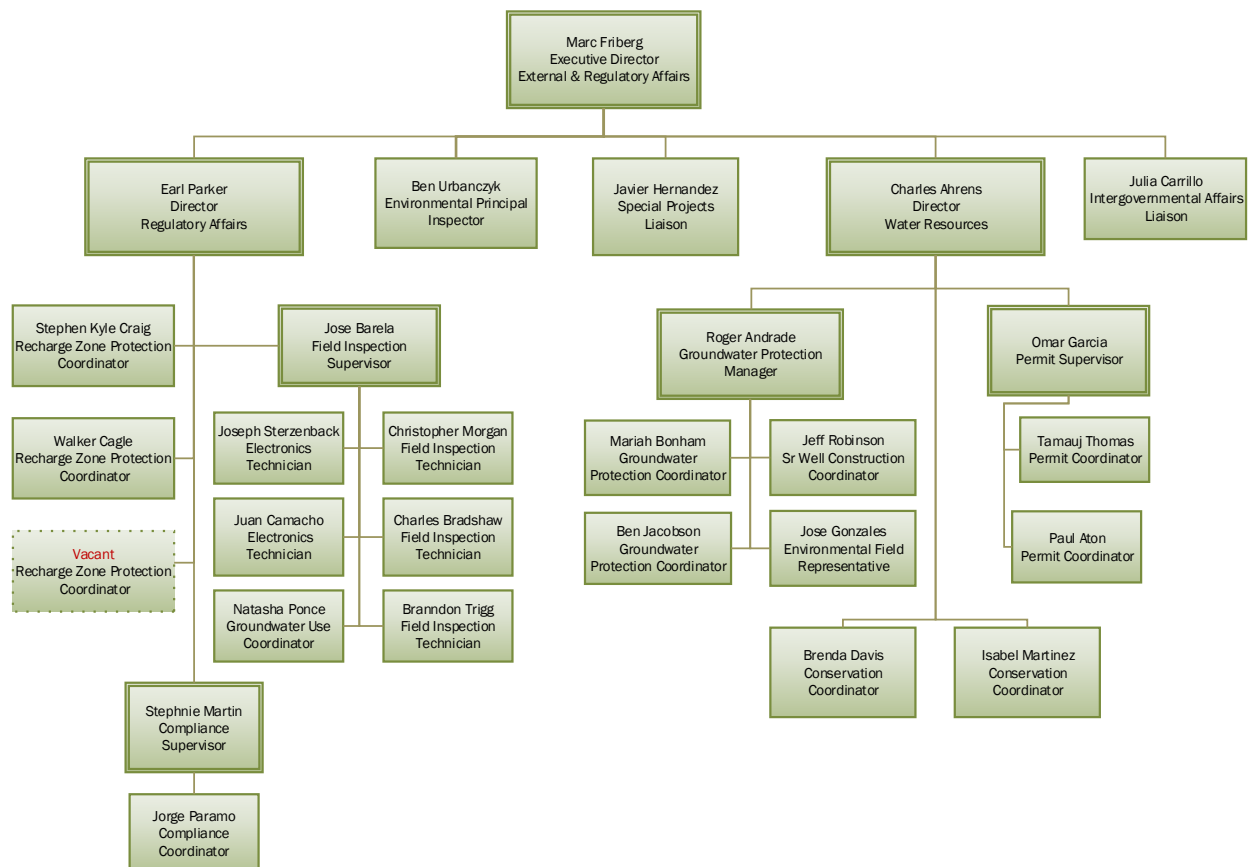 Marc Friberg
Executive Director
External & Regulatory Affairs
Earl Parker
Director
Regulatory Affairs
Ben Urbanczyk
Environmental Principal
Inspector
Javier Hernandez
Special Projects
Liaison
Charles Ahrens
Director
Water Resources
Julia Carrillo
Intergovernmental Affairs
Liaison
Stephen Kyle Craig
Recharge Zone Protection
Coordinator
Jose Barela
Field Inspection
Supervisor
Roger Andrade
Groundwater Protection
Manager
Omar Garcia
Permit Supervisor
Walker Cagle
Recharge Zone Protection
Coordinator
Joseph Sterzenback
Electronics
Technician
Christopher Morgan
Field Inspection
Technician
Mariah Bonham
Groundwater
Protection Coordinator
Jeff Robinson
Sr Well Construction
Coordinator
Tamauj Thomas
Permit Coordinator
Vacant
Recharge Zone Protection
Coordinator
Juan Camacho
Electronics
Technician
Charles Bradshaw
Field Inspection
Technician
Ben Jacobson
Groundwater
Protection Coordinator
Jose Gonzales
Environmental Field
Representative
Paul Aton
Permit Coordinator
Natasha Ponce
Groundwater Use
Coordinator
Branndon Trigg
Field Inspection
Technician
Brenda Davis
Conservation
Coordinator
Isabel Martinez
Conservation
Coordinator
Stephnie Martin
Compliance
Supervisor
Jorge Paramo
Compliance
Coordinator